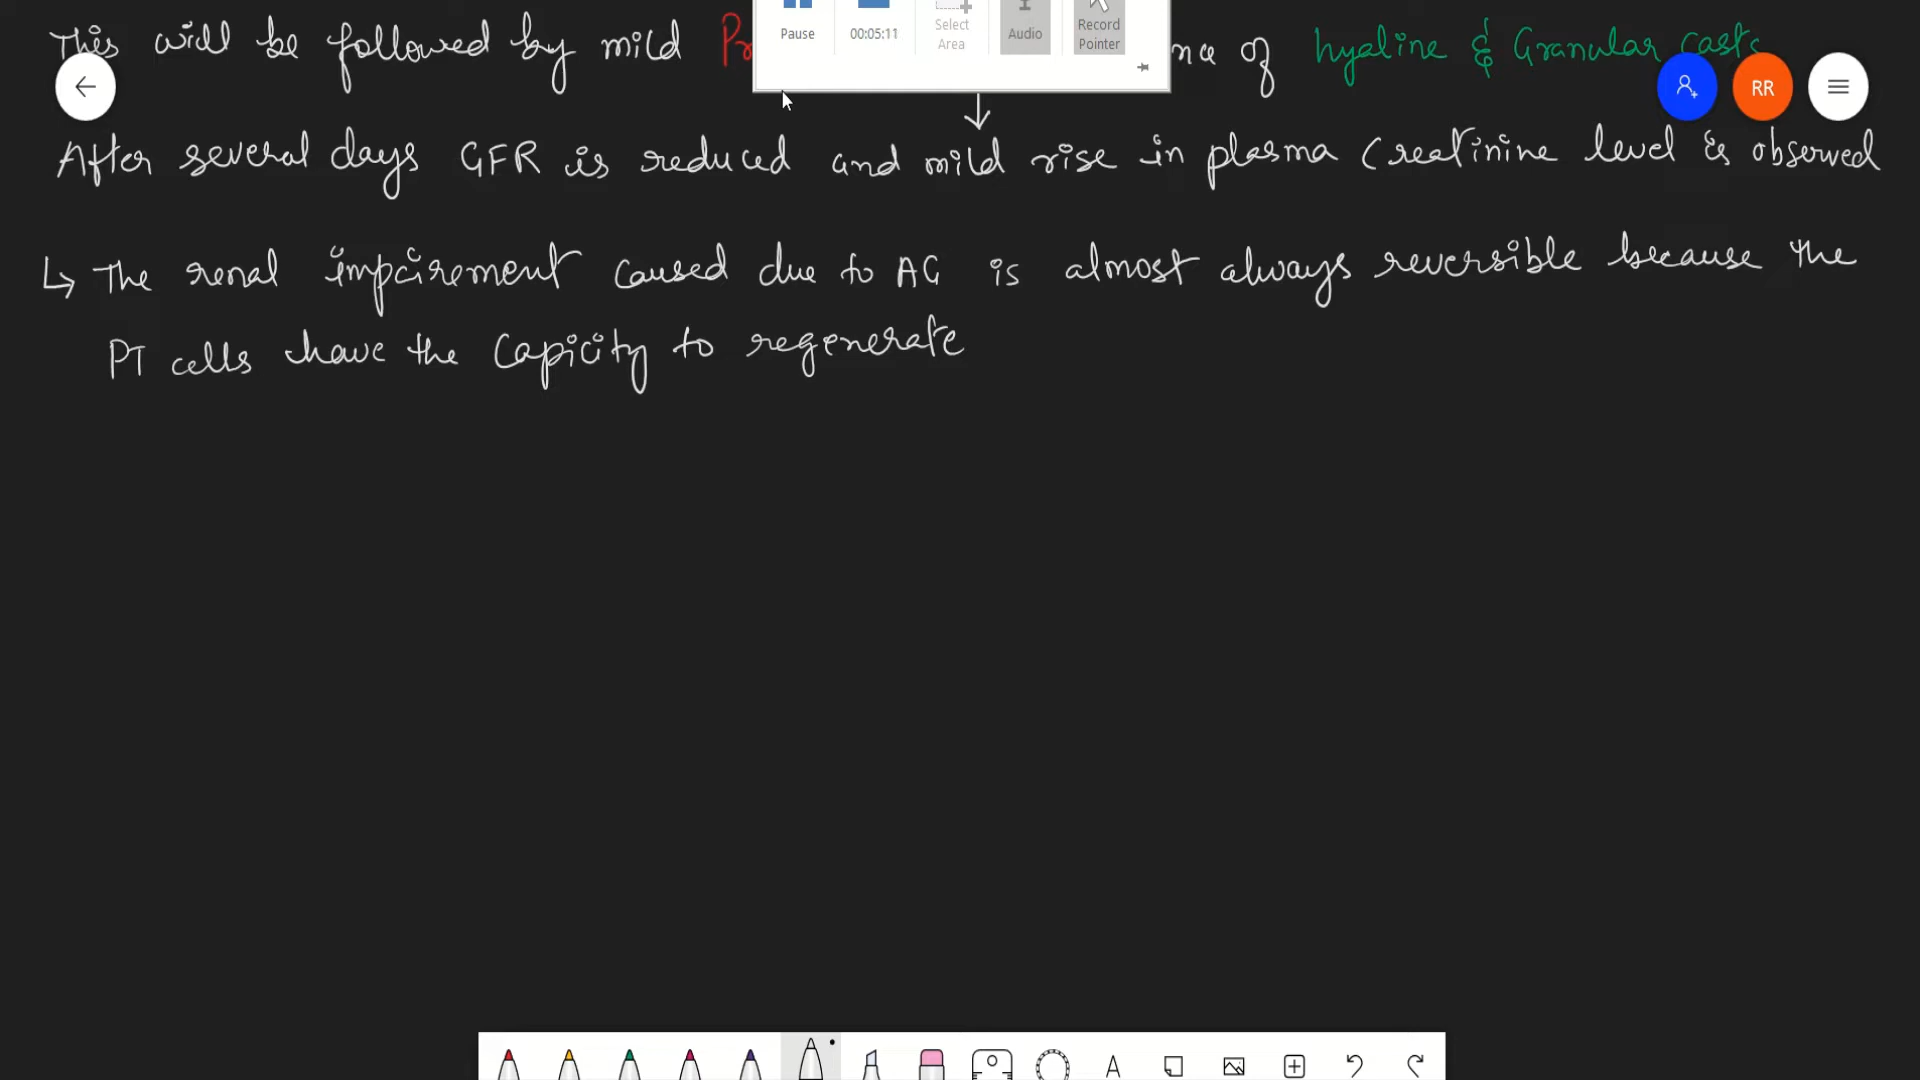 This will be followed by mild of hyaline & Granular casts
Pause 00:05:11 Select Area Audio Record Pointer
RR
After several days GFR is reduced and mild rise in plasma Creatinine level is observed
↳ The renal impairement caused due to AG is almost always reversible because the
PT cells have the Capicity to regenerate